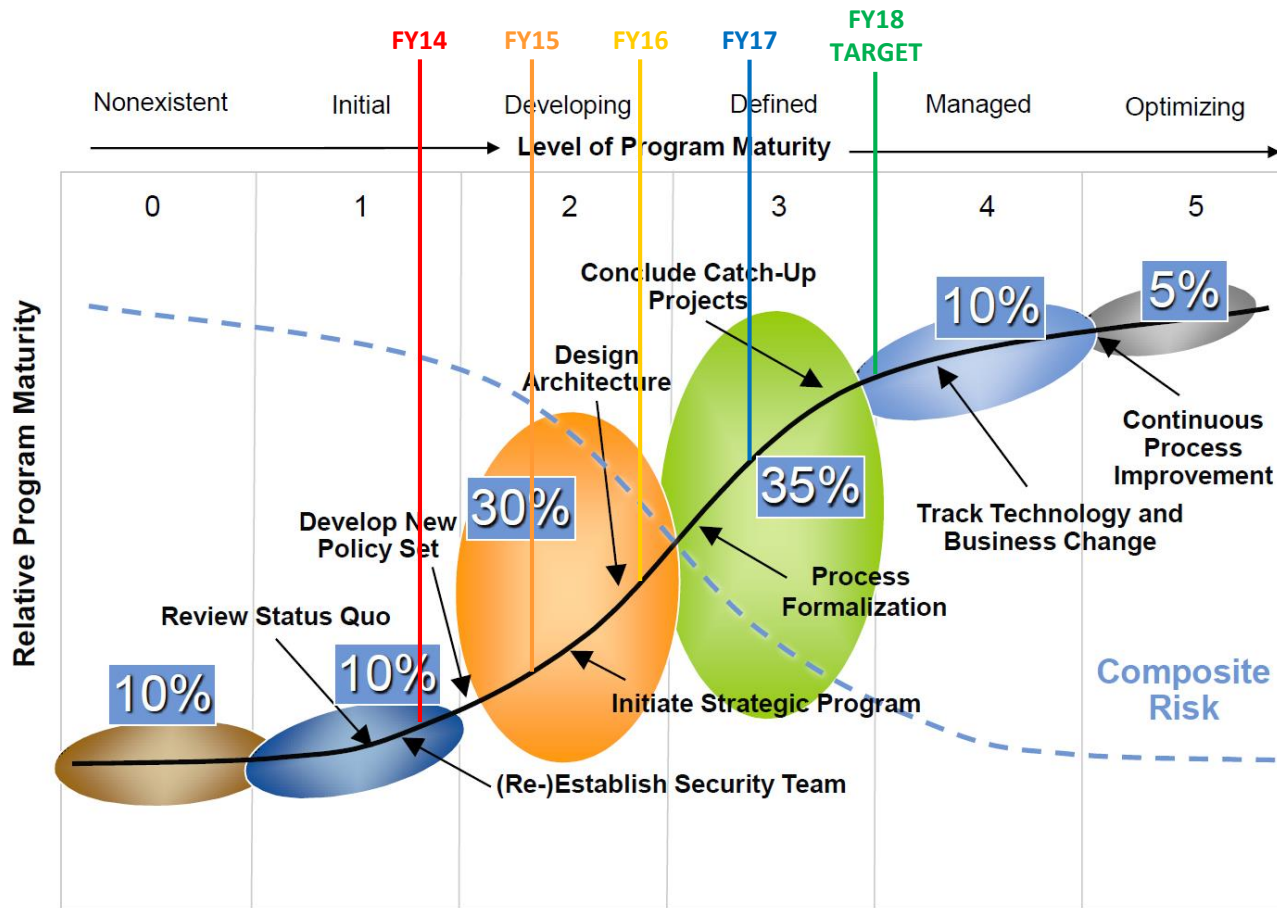 FY14
FY15
FY16
FY17
FY18
TARGET
Nonexistent
Initial
Developing
Defined
Managed
Optimizing
Level of Program Maturity
0
1
2
3
4
5
Relative Program Maturity
Conclude Catch-Up
Projects
10%
5%
Design
Architecture
Continuous
Process
Improvement
30%
35%
Develop New
Policy Set
Track Technology and
Business Change
Process
Formalization
Review Status Quo
10%
10%
Initiate Strategic Program
Composite
Risk
(Re-)Establish Security Team